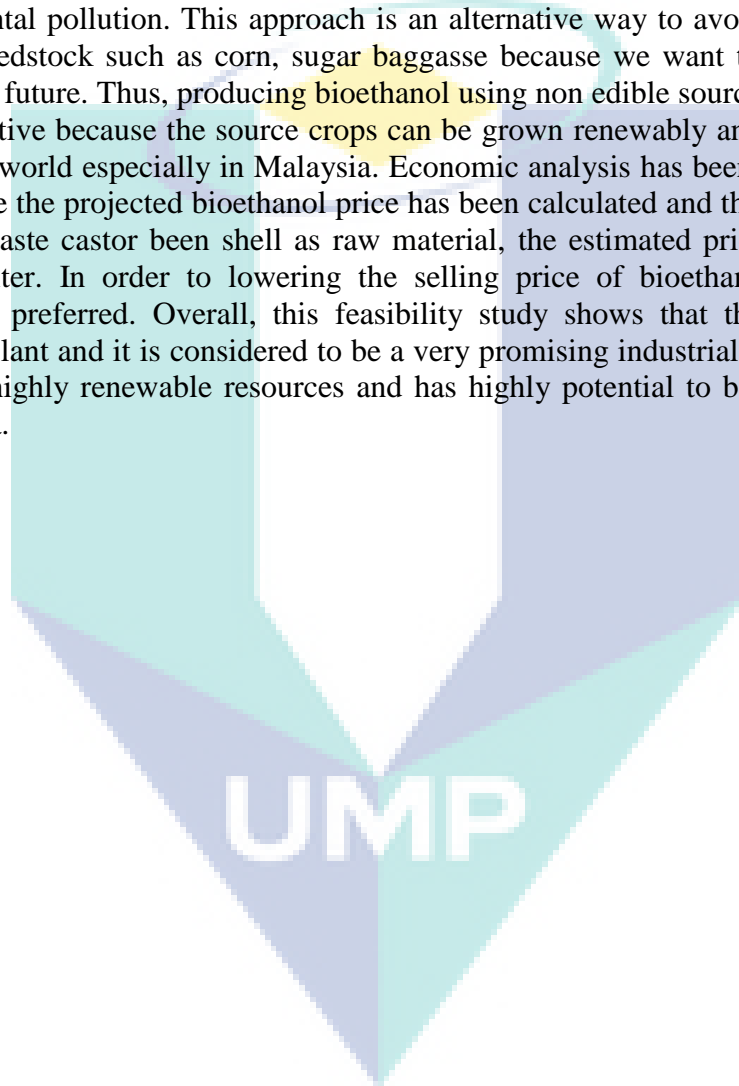 ntal pollution. This approach is an alternative way to avo
edstock such as corn, sugar baggasse because we want t
future. Thus, producing bioethanol using non edible sourc
tive because the source crops can be grown renewably an
world especially in Malaysia. Economic analysis has been
e the projected bioethanol price has been calculated and th
aste castor been shell as raw material, the estimated pri
ter. In order to lowering the selling price of bioethan
preferred. Overall, this feasibility study shows that th
lant and it is considered to be a very promising industrial
highly renewable resources and has highly potential to b
UMP